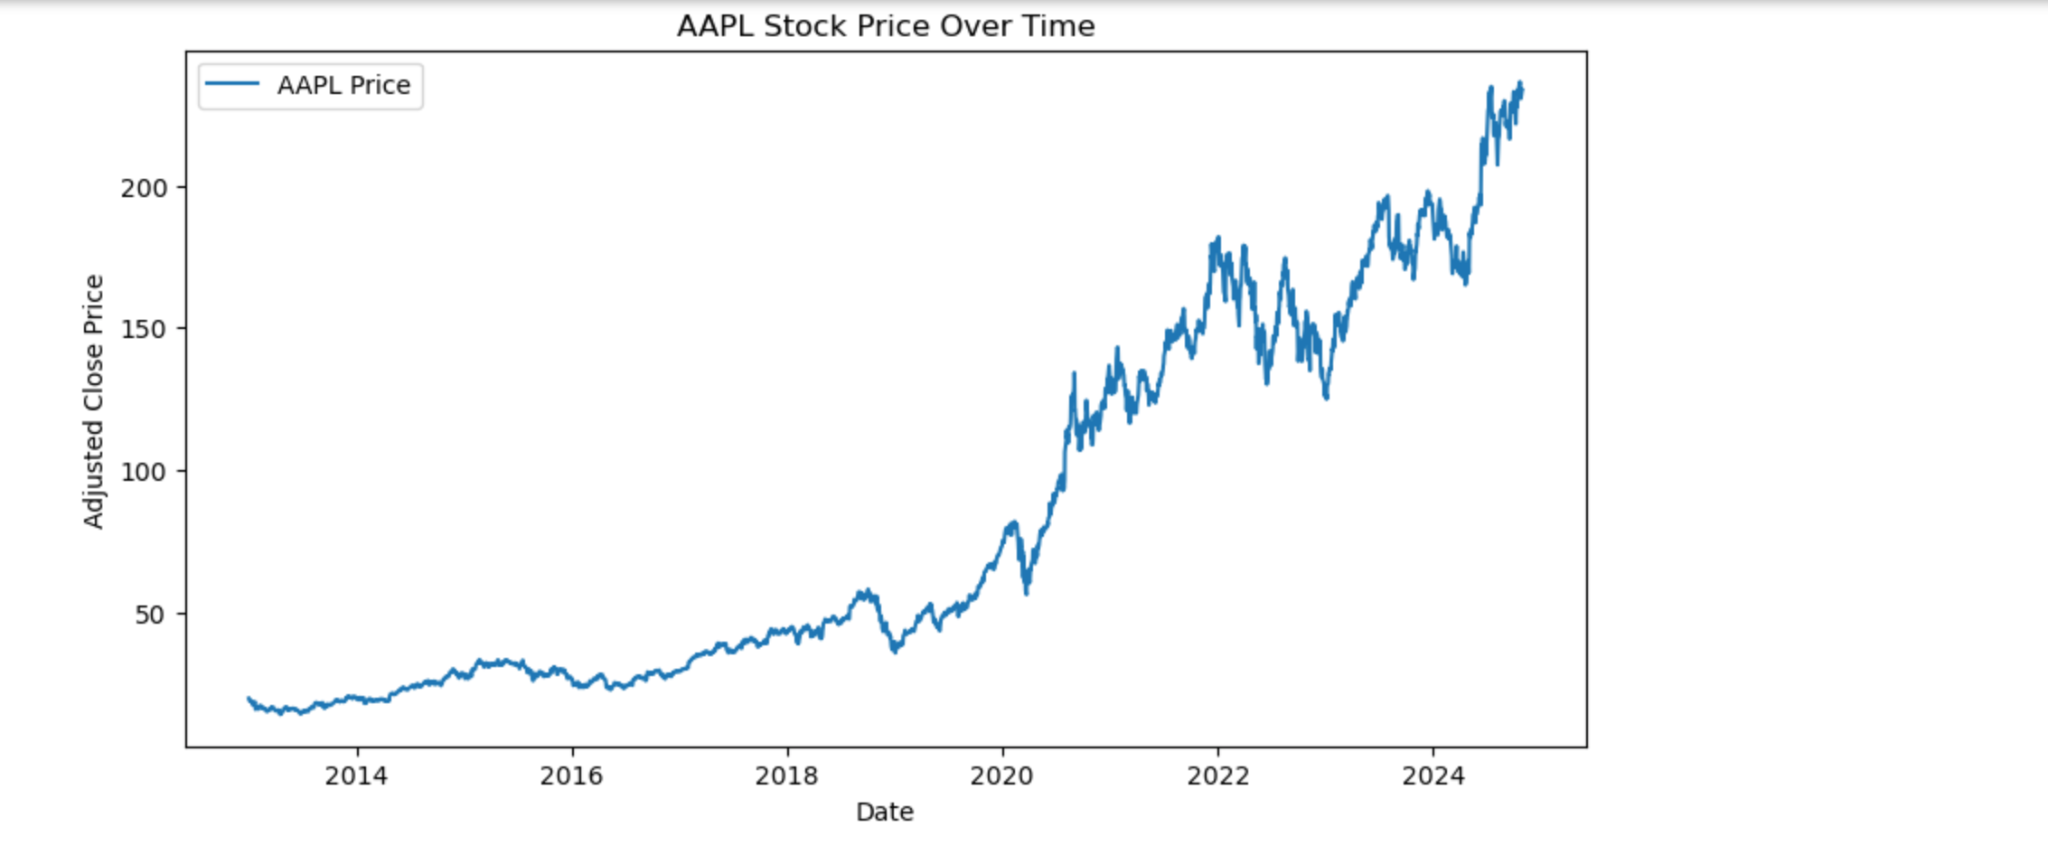 AAPL Stock Price Over Time
AAPL Price
200
150
100
50
Adjusted Close Price
2014 2016 2018 2020 2022 2024
Date